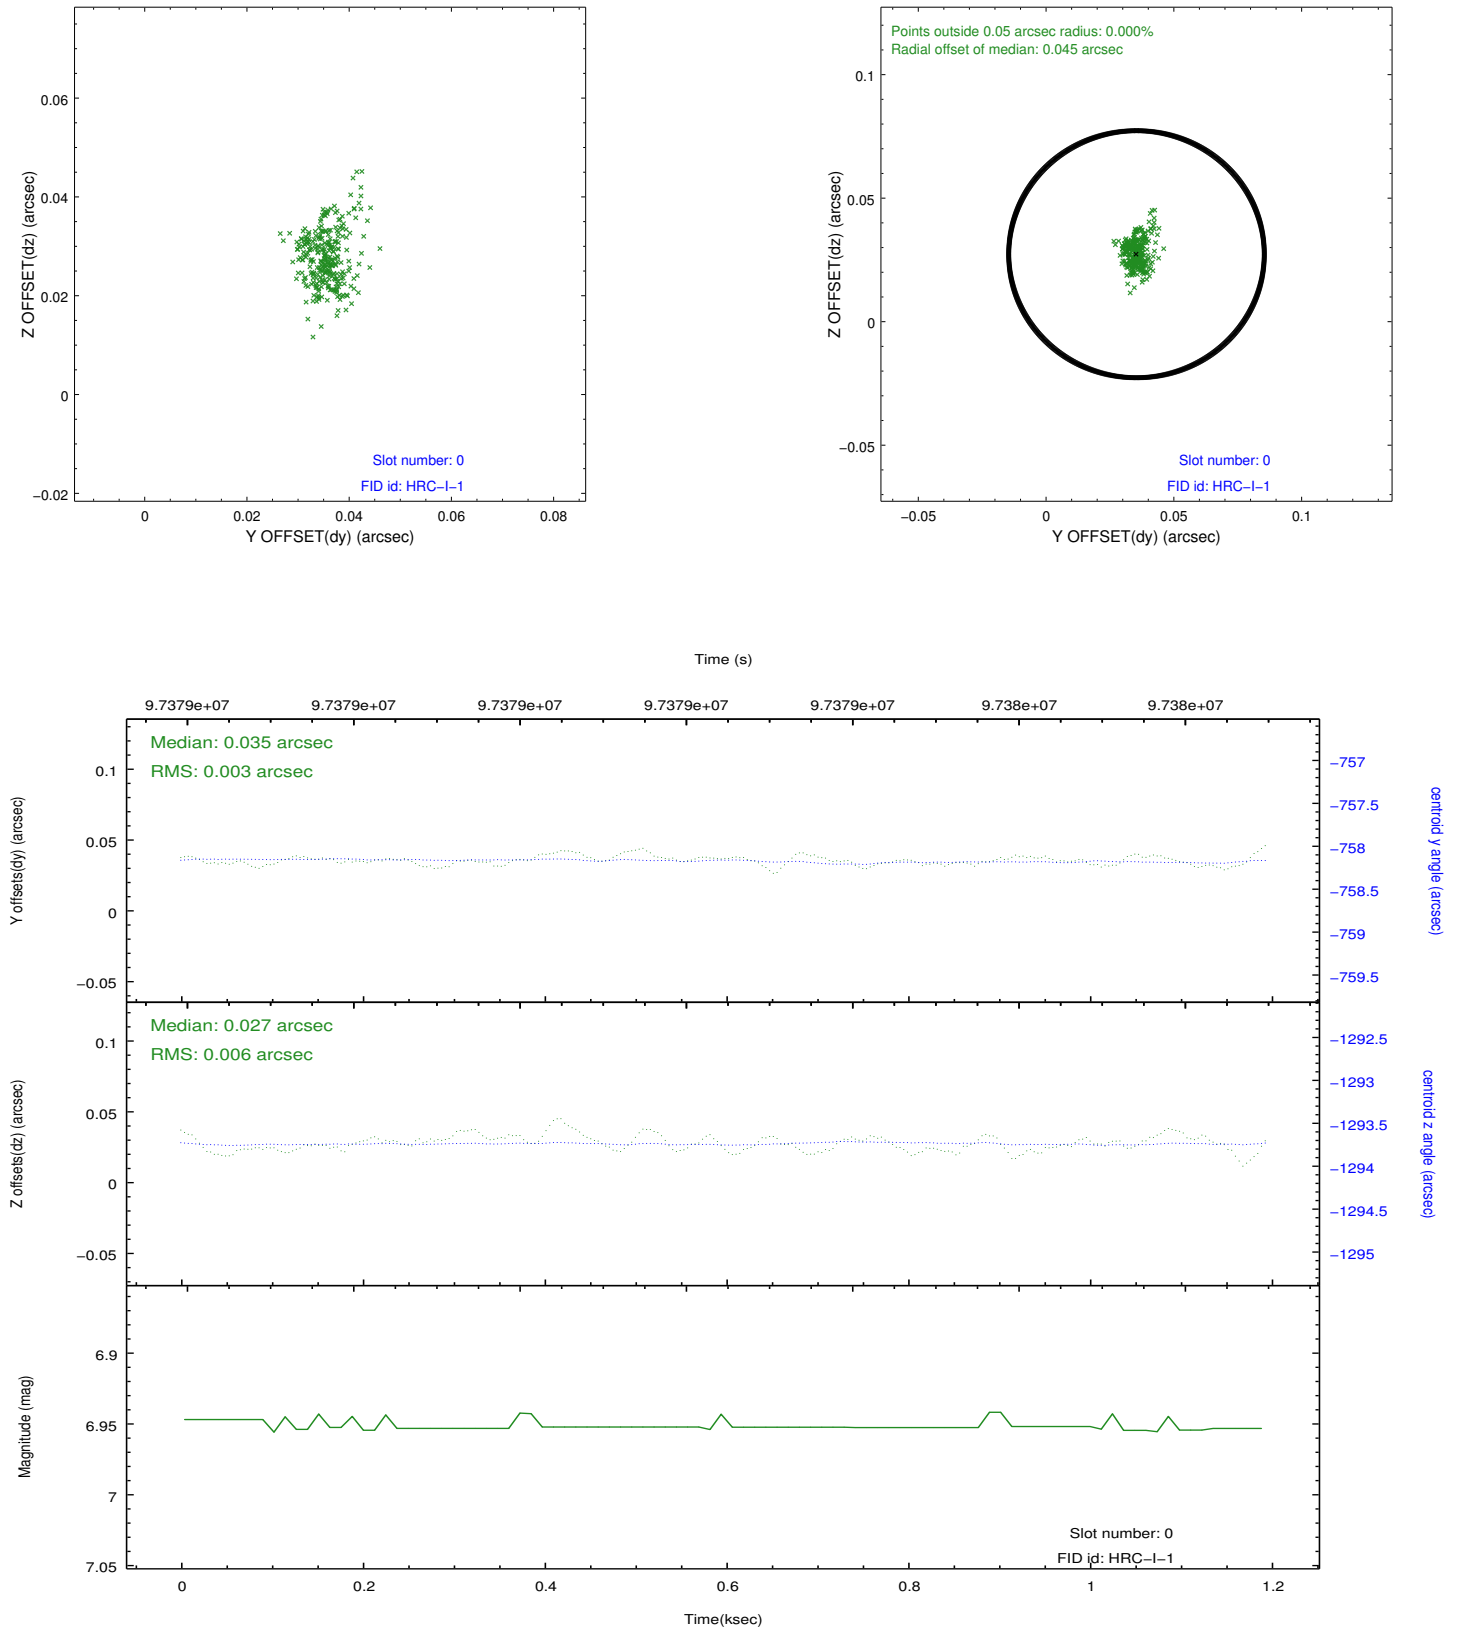 0.06
0.04
0.02
0
−0.02
Z OFFSET(dz) (arcsec)
Slot number: 0
FID id: HRC−I−1
0
0.02
0.04
0.06
0.08
Y OFFSET(dy) (arcsec)
Points outside 0.05 arcsec radius: 0.000%
Radial offset of median: 0.045 arcsec
0.1
0.05
0
−0.05
Z OFFSET(dz) (arcsec)
Slot number: 0
FID id: HRC−I−1
−0.05
0
0.05
0.1
Y OFFSET(dy) (arcsec)
Time (s)
9.7379e+07
9.7379e+07
9.7379e+07
9.7379e+07
9.7379e+07
9.738e+07
9.738e+07
Median: 0.035 arcsec
RMS: 0.003 arcsec
0.1
0.05
0
−0.05
Y offsets(dy) (arcsec)
−757
−757.5
−758
−758.5
−759
−759.5
centroid y angle (arcsec)
Median: 0.027 arcsec
RMS: 0.006 arcsec
0.1
0.05
0
−0.05
Z offsets(dz) (arcsec)
−1292.5
−1293
−1293.5
−1294
−1294.5
−1295
centroid z angle (arcsec)
6.9
6.95
7
7.05
Magnitude (mag)
Slot number: 0
FID id: HRC−I−1
0
0.2
0.4
0.6
0.8
1
1.2
Time(ksec)